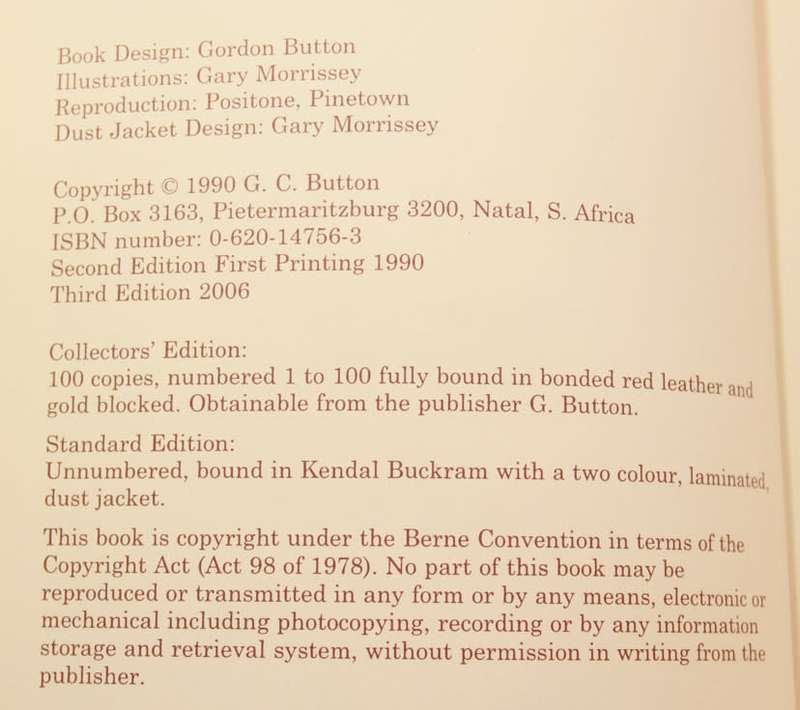 Book Design: Gordon Button
Illustrations: Gary Morrissey
Reproduction: Positone, Pinetown
Dust Jacket Design: Gary Morrissey
Copyright © 1990 G. C. Button
P.O. Box 3163, Pietermaritzburg 3200, Natal, S. Africa
ISBN number: 0-620-14756-3
Second Edition First Printing 1990
Third Edition 2006
Collectors' Edition:
100 copies, numbered 1 to 100 fully bound in bonded red leather and
gold blocked. Obtainable from the publisher G. Button.
Standard Edition:
Unnumbered, bound in Kendal Buckram with a two colour, laminated,
dust jacket.
This book is copyright under the Berne Convention in terms of the
Copyright Act (Act 98 of 1978). No part of this book may be
reproduced or transmitted in any form or by any means, electronic or
mechanical including photocopying, recording or by any information
storage and retrieval system, without permission in writing from the
publisher.